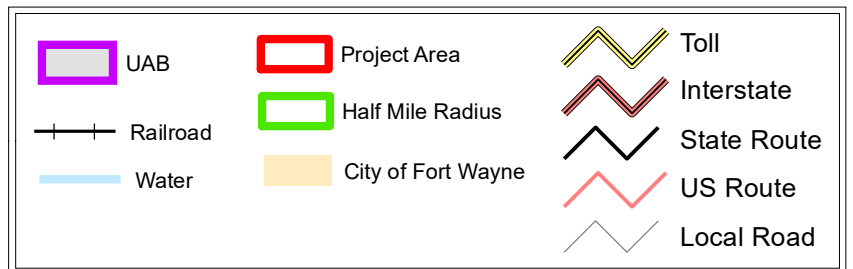 UAB
Railroad
Water
Project Area
Half Mile Radius
City of Fort Wayne
Toll
Interstate
State Route
US Route
Local Road